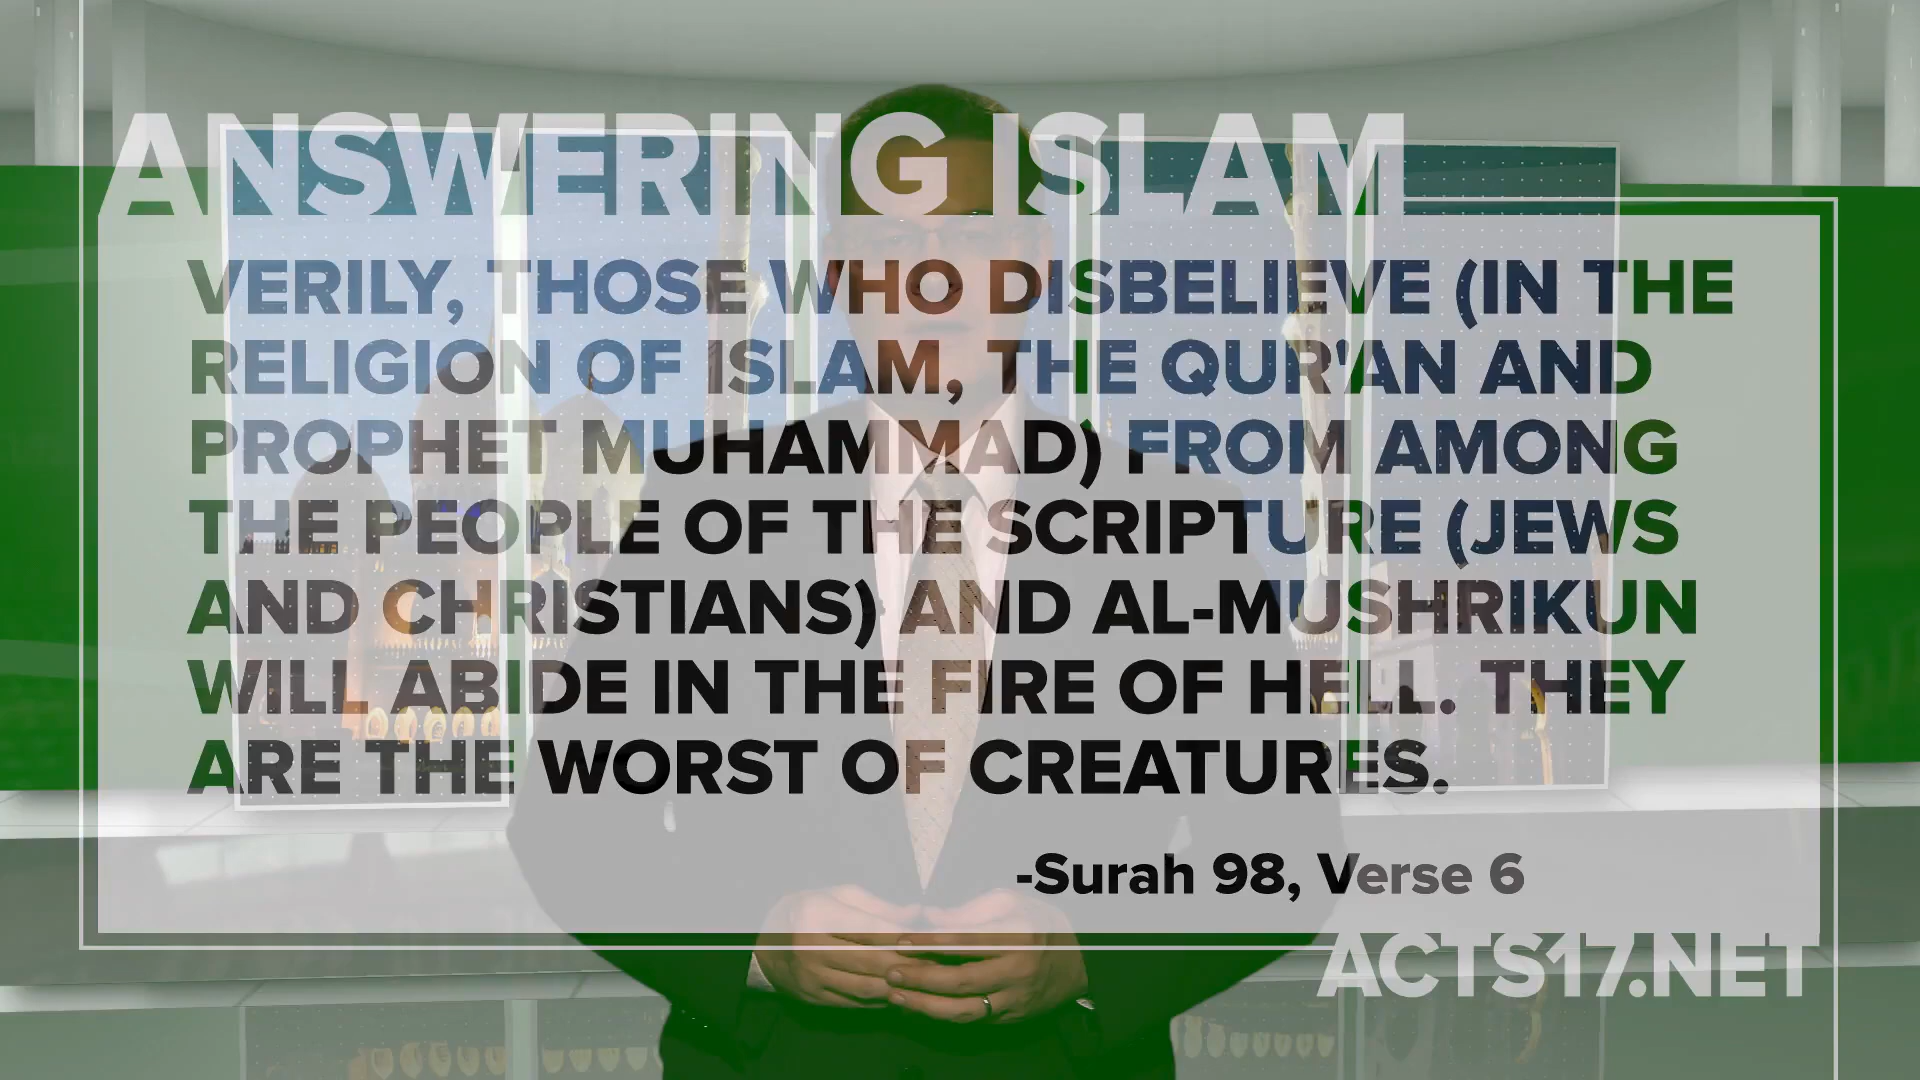 ANSWERING ISLAM
VERILY, THOSE WHO DISBELIEVE (IN THE
RELIGION OF ISLAM, THE QUR'AN AND
PROPHET MUHAMMAD) FROM AMONG
THE PEOPLE OF THE SCRIPTURE (JEWS
AND CHRISTIANS) AND AL-MUSHRIKUN
WILL ABIDE IN THE FIRE OF HELL. THEY
ARE THE WORST OF CREATURES.
-Surah 98, Verse 6
ACTS17.NET